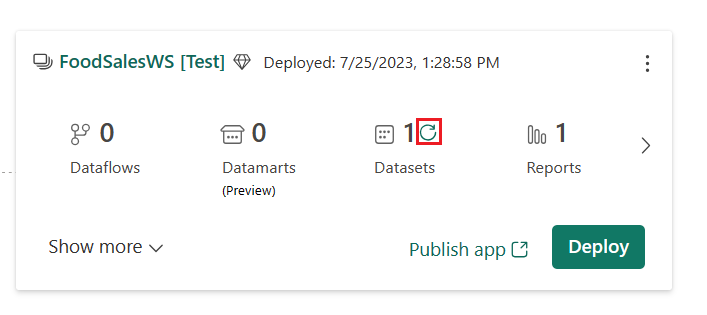 FoodSalesWS [Test] Deployed: 7/25/2023, 1:28:58 PM
0 0 1 1
Dataflows Datamarts Datasets Reports
(Preview)
Show more Publish app Deploy